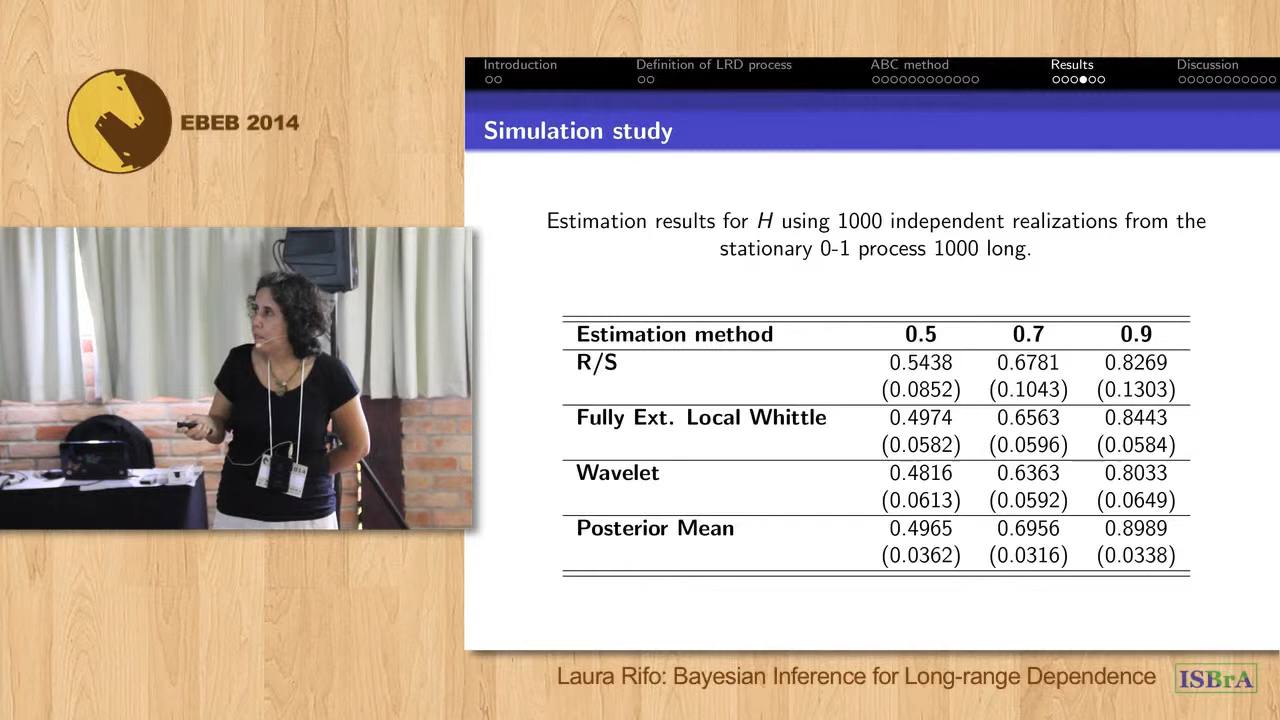 Introduction Definition of LRD process ABC method Results Discussion
EBEB 2014
Simulation study
Estimation results for H using 1000 independent realizations from the
stationary 0-1 process 1000 long.
Estimation method 0.5 0.7 0.9
R/S 0.5438 0.6781 0.8269
(0.0852) (0.1043) (0.1303)
Fully Ext. Local Whittle 0.4974 0.6563 0.8443
(0.0582) (0.0596) (0.0584)
Wavelet 0.4816 0.6363 0.8033
(0.0613) (0.0592) (0.0649)
Posterior Mean 0.4965 0.6956 0.8989
(0.0362) (0.0316) (0.0338)
Laura Rifo: Bayesian Inference for Long-range Dependence ISBrA